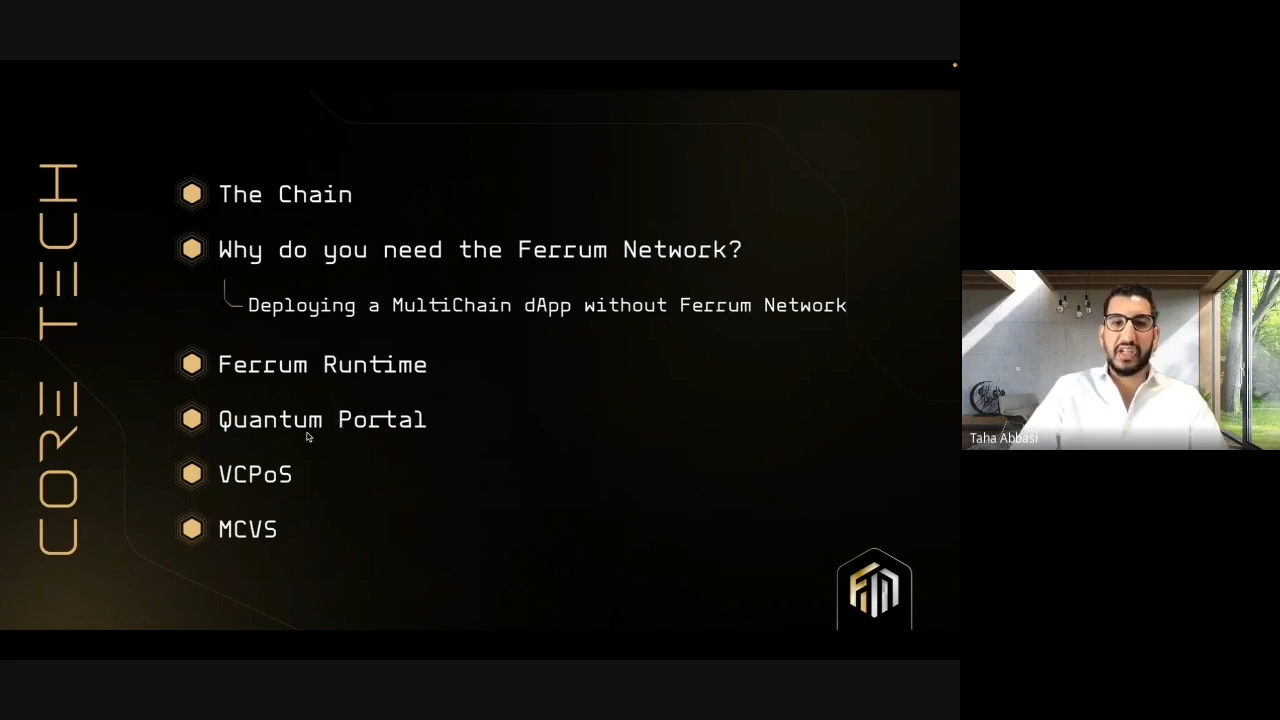 CORE TECH
The Chain
Why do you need the Ferrum Network?
Deploying a MultiChain dApp without Ferrum Network
Ferrum Runtime
Quantum Portal
VCPoS
MCVS
Taha Abbasi